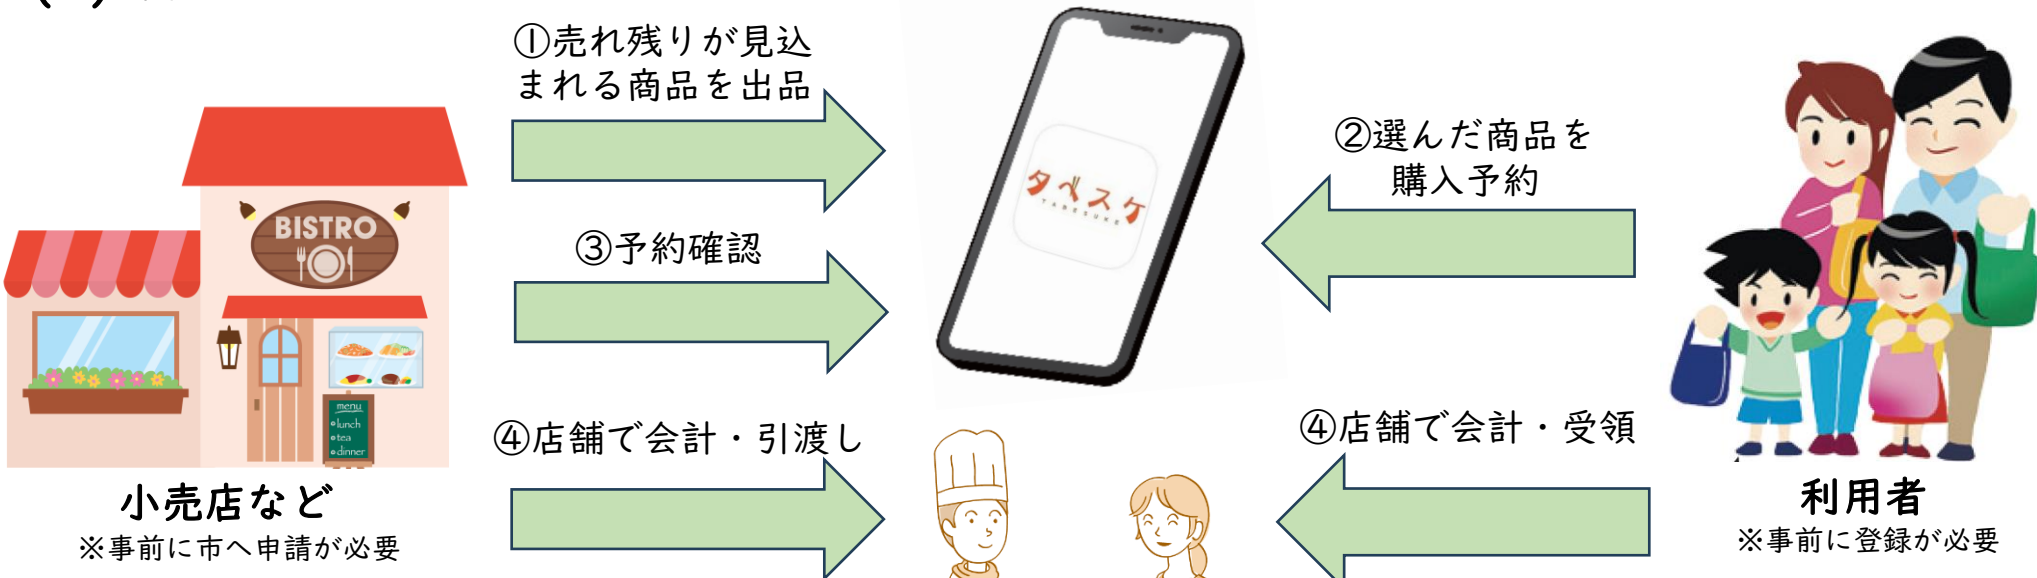 ①売れ残りが見込
まれる商品を出品
②選んだ商品を
購入予約
③予約確認
タベスケ
TABESUKE
BISTRO
menu
lunch
tea
dinner
④店舗で会計・引渡し
④店舗で会計・受領
小売店など
※事前に市へ申請が必要
利用者
※事前に登録が必要